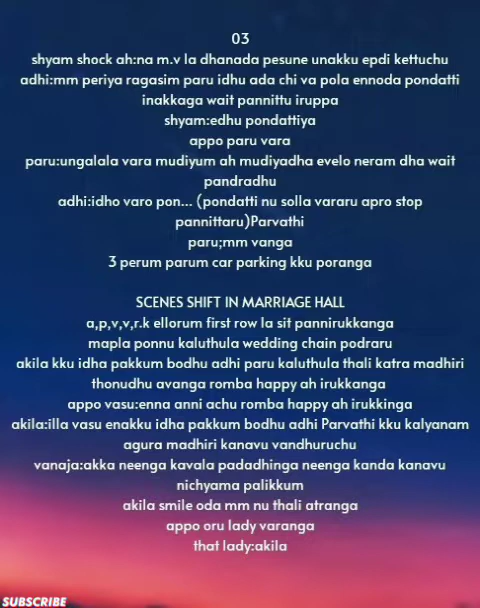 03
shyam shock ah:na m.v la dhanada pesune unakku epdi kettuchu
adhi:mm periya ragasim paru idhu ada chi va pola ennoda pondatti
inakkaga wait pannittu iruppa
shyam:edhu pondattiya
appo paru vara
paru:ungalala vara mudiyum ah mudiyadha evelo neram dha wait
pandradhu
adhi:idho varo pon... (pondatti nu solla vararu apro stop
pannittaru)Parvathi
paru;mm vanga
3 perum parum car parking kku poranga
SCENES SHIFT IN MARRIAGE HALL
a,p,v,v,r.k ellorum first row la sit pannirukkanga
mapla ponnu kaluthula wedding chain podraru
akila kku idha pakkum bodhu adhi paru kaluthula thali katra madhiri
thonudhu avanga romba happy ah irukkanga
appo vasu:enna anni achu romba happy ah irukkinga
akila:illa vasu enakku idha pakkum bodhu adhi Parvathi kku kalyanam
agura madhiri kanavu vandhuruchu
vanaja:akka neenga kavala padadhinga neenga kanda kanavu
nichyama palikkum
akila smile oda mm nu thali atranga
appo oru lady varanga
that lady:akila
SUBSCRIBE